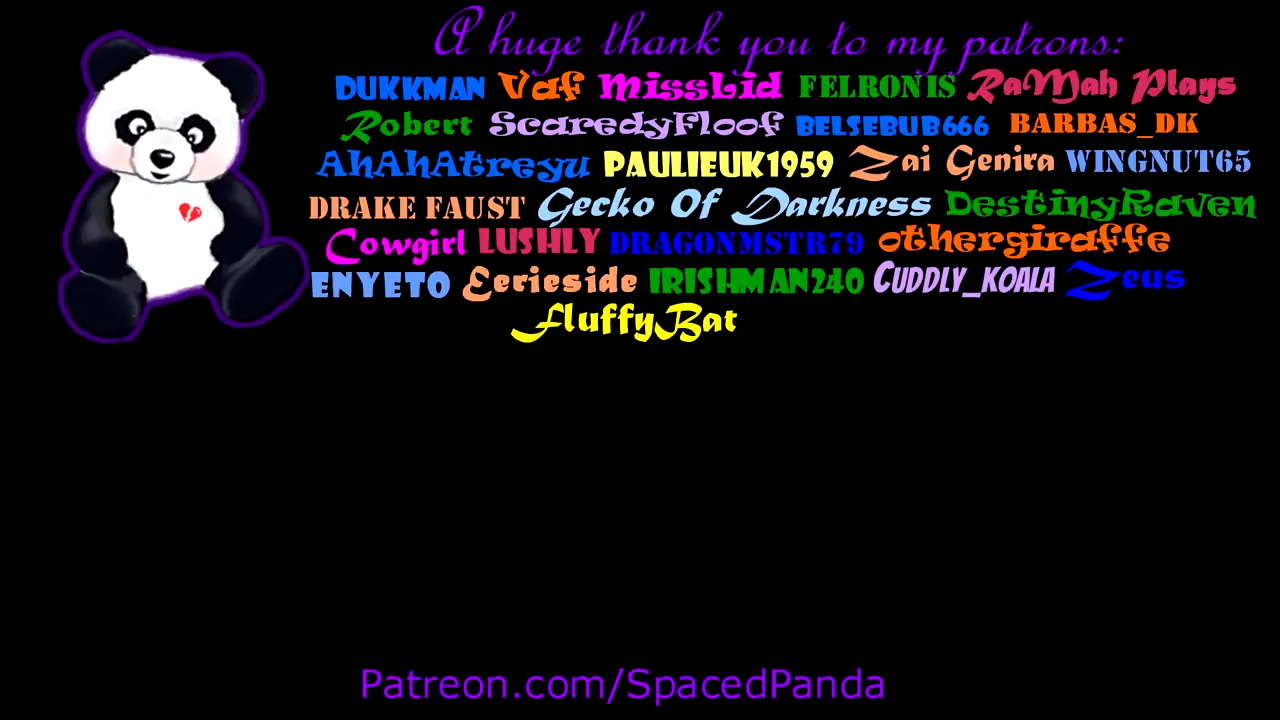 A huge thank you to my patrons:
DUKKMAN Vaf MissLid FELRONIS RaMah Plays
Robert ScaredyFloof BELSEBUB666 BARBAS_DK
AhAhAtreyu PAULIEUK1959 Zai Genira WINGNUT65
DRAKE FAUST Gecko Of Darkness DestinyRaven
Cowgirl LUSHLY DRAGONMSTR79 othergiraffe
ENYETO Eerieside IRISHMAN240 CUDDLY_KOALA Zeus
FluffyBat
Patreon.com/SpacedPanda